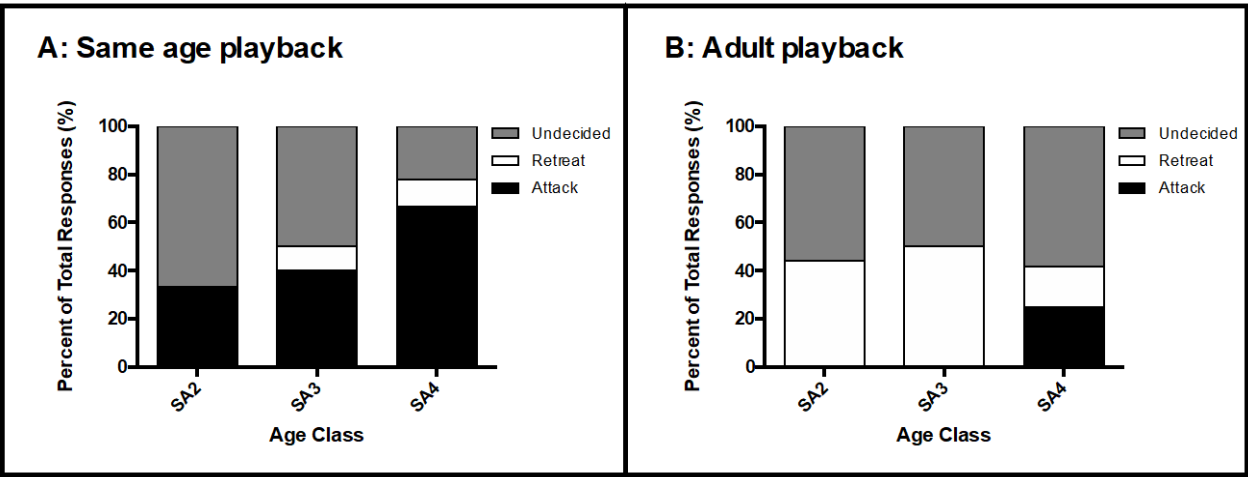 A: Same age playback
Percent of Total Responses (%)
100
80
60
40
20
0
SA2
SA3
SA4
Age Class
Undecided
Retreat
Attack
B: Adult playback
Percent of Total Responses (%)
100
80
60
40
20
0
SA2
SA3
SA4
Age Class
Undecided
Retreat
Attack